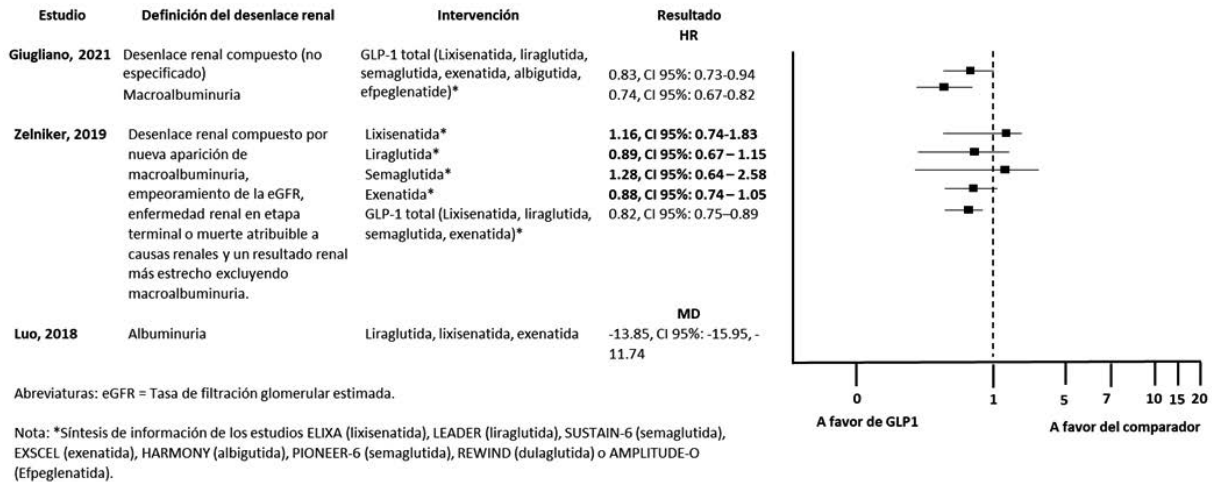 Estudio Definición del desenlace renal Intervención Resultado
HR
Giugliano, 2021 Desenlace renal compuesto (no GLP-1 total (Lixisenatida, liraglutida,
especificado) semaglutida, exenatida, albigutida, 0.83, CI 95%: 0.73-0.94
Macroalbuminuria efpeglenatide)* 0.74, CI 95%: 0.67-0.82
Zelniker, 2019 Desenlace renal compuesto por Lixisenatida* 1.16, CI 95%: 0.74-1.83
nueva aparición de Liraglutida* 0.89, CI 95%: 0.67 – 1.15
macroalbuminuria, Semaglutida* 1.28, CI 95%: 0.64 – 2.58
empeoramiento de la eGFR, Exenatida* 0.88, CI 95%: 0.74 – 1.05
enfermedad renal en etapa GLP-1 total (Lixisenatida, liraglutida, 0.82, CI 95%: 0.75–0.89
terminal o muerte atribuible a semaglutida, exenatida)*
causas renales y un resultado renal
más estrecho excluyendo
macroalbuminuria.
MD
Luo, 2018 Albuminuria Liraglutida, lixisenatida, exenatida -13.85, CI 95%: -15.95, -
11.74
0 1 5 7 10 15 20
A favor de GLP1 A favor del comparador
Abreviaturas: eGFR = Tasa de filtración glomerular estimada.
Nota: *Síntesis de información de los estudios ELIXA (lixisenatida), LEADER (liraglutida), SUSTAIN-6 (semaglutida),
EXSCEL (exenatida), HARMONY (albigutida), PIONEER-6 (semaglutida), REWIND (dulaglutida) o AMPLITUDE-O
(Efpeglenatida).